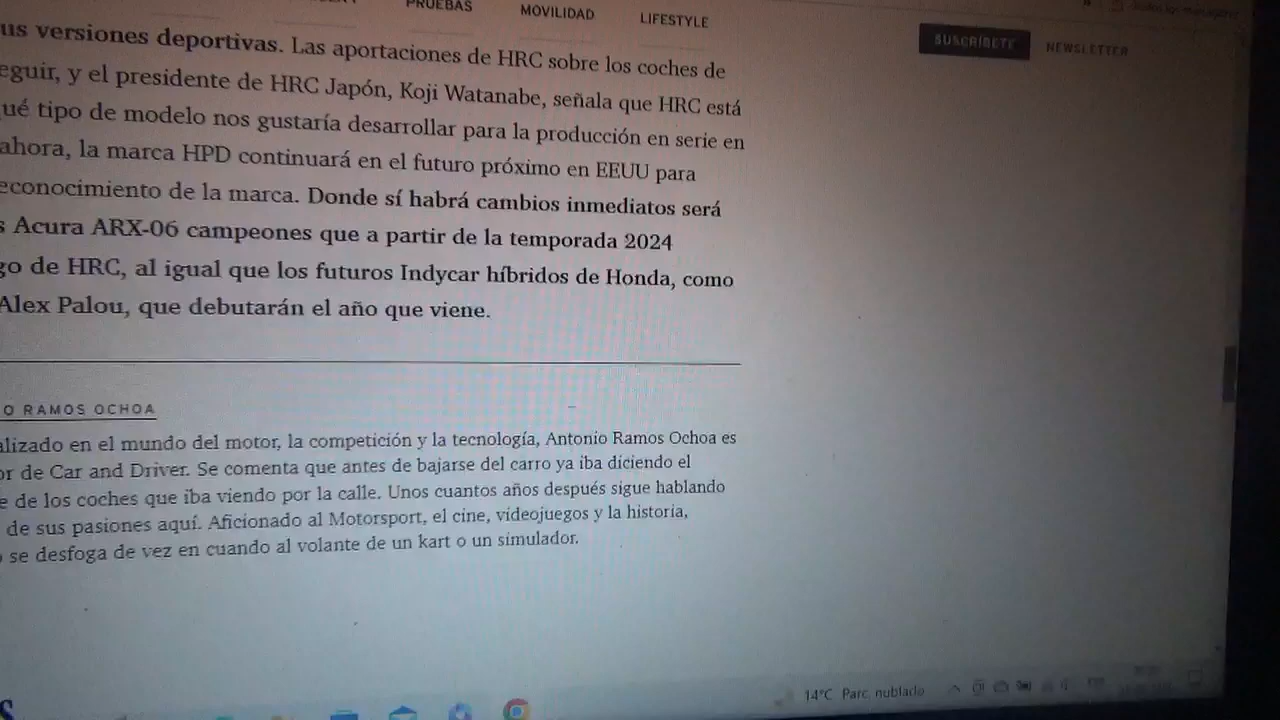 PRUEBAS
MOVILIDAD
LIFESTYLE
SUSCRÍBETE
NEWSLETTER
us versiones deportivas. Las aportaciones de HRC sobre los coches de
eguir, y el presidente de HRC Japón, Koji Watanabe, señala que HRC está
ué tipo de modelo nos gustaría desarrollar para la producción en serie en
ahora, la marca HPD continuará en el futuro próximo en EEUU para
econocimiento de la marca. Donde sí habrá cambios inmediatos será
s Acura ARX-06 campeones que a partir de la temporada 2024
go de HRC, al igual que los futuros Indycar híbridos de Honda, como
Alex Palou, que debutarán el año que viene.
O RAMOS OCHOA
alizado en el mundo del motor, la competición y la tecnología, Antonio Ramos Ochoa es
or de Car and Driver. Se comenta que antes de bajarse del carro ya iba diciendo el
e de los coches que iba viendo por la calle. Unos cuantos años después sigue hablando
de sus pasiones aquí. Aficionado al Motorsport, el cine, videojuegos y la historia,
o se desfoga de vez en cuando al volante de un kart o un simulador.
14°C Parc. nublado